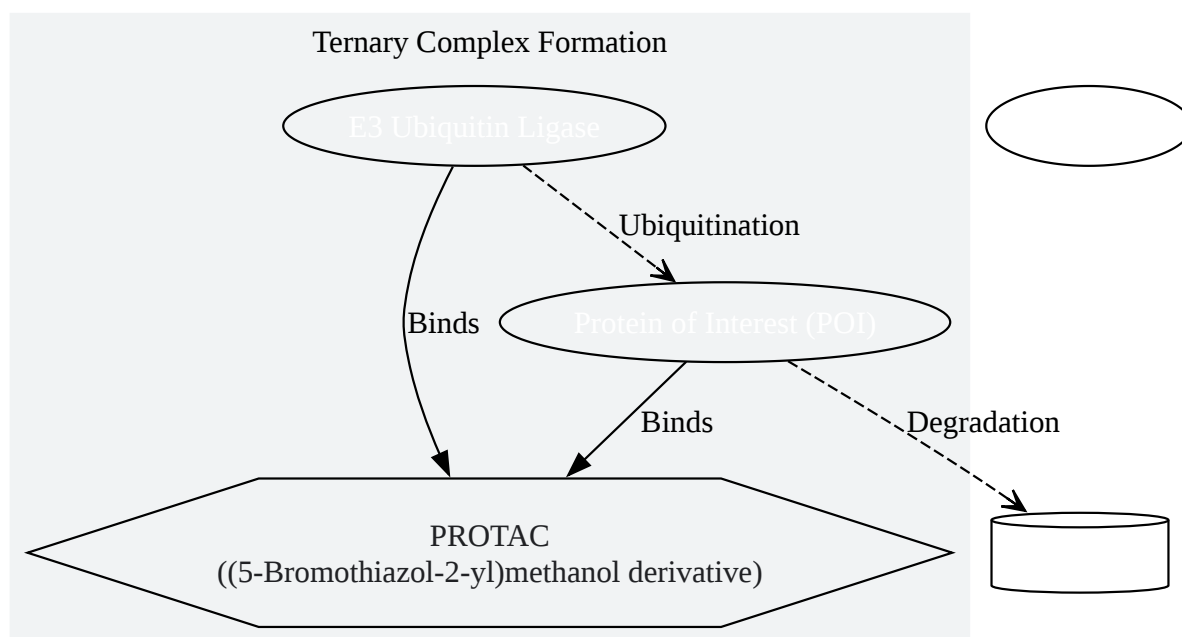 Ternary Complex Formation
E3 Ubiquitin Ligase
Ubiquitination
Binds
Protein of Interest (POI)
Binds
Degradation
PROTAC
((5-Bromothiazol-2-yl)methanol derivative)